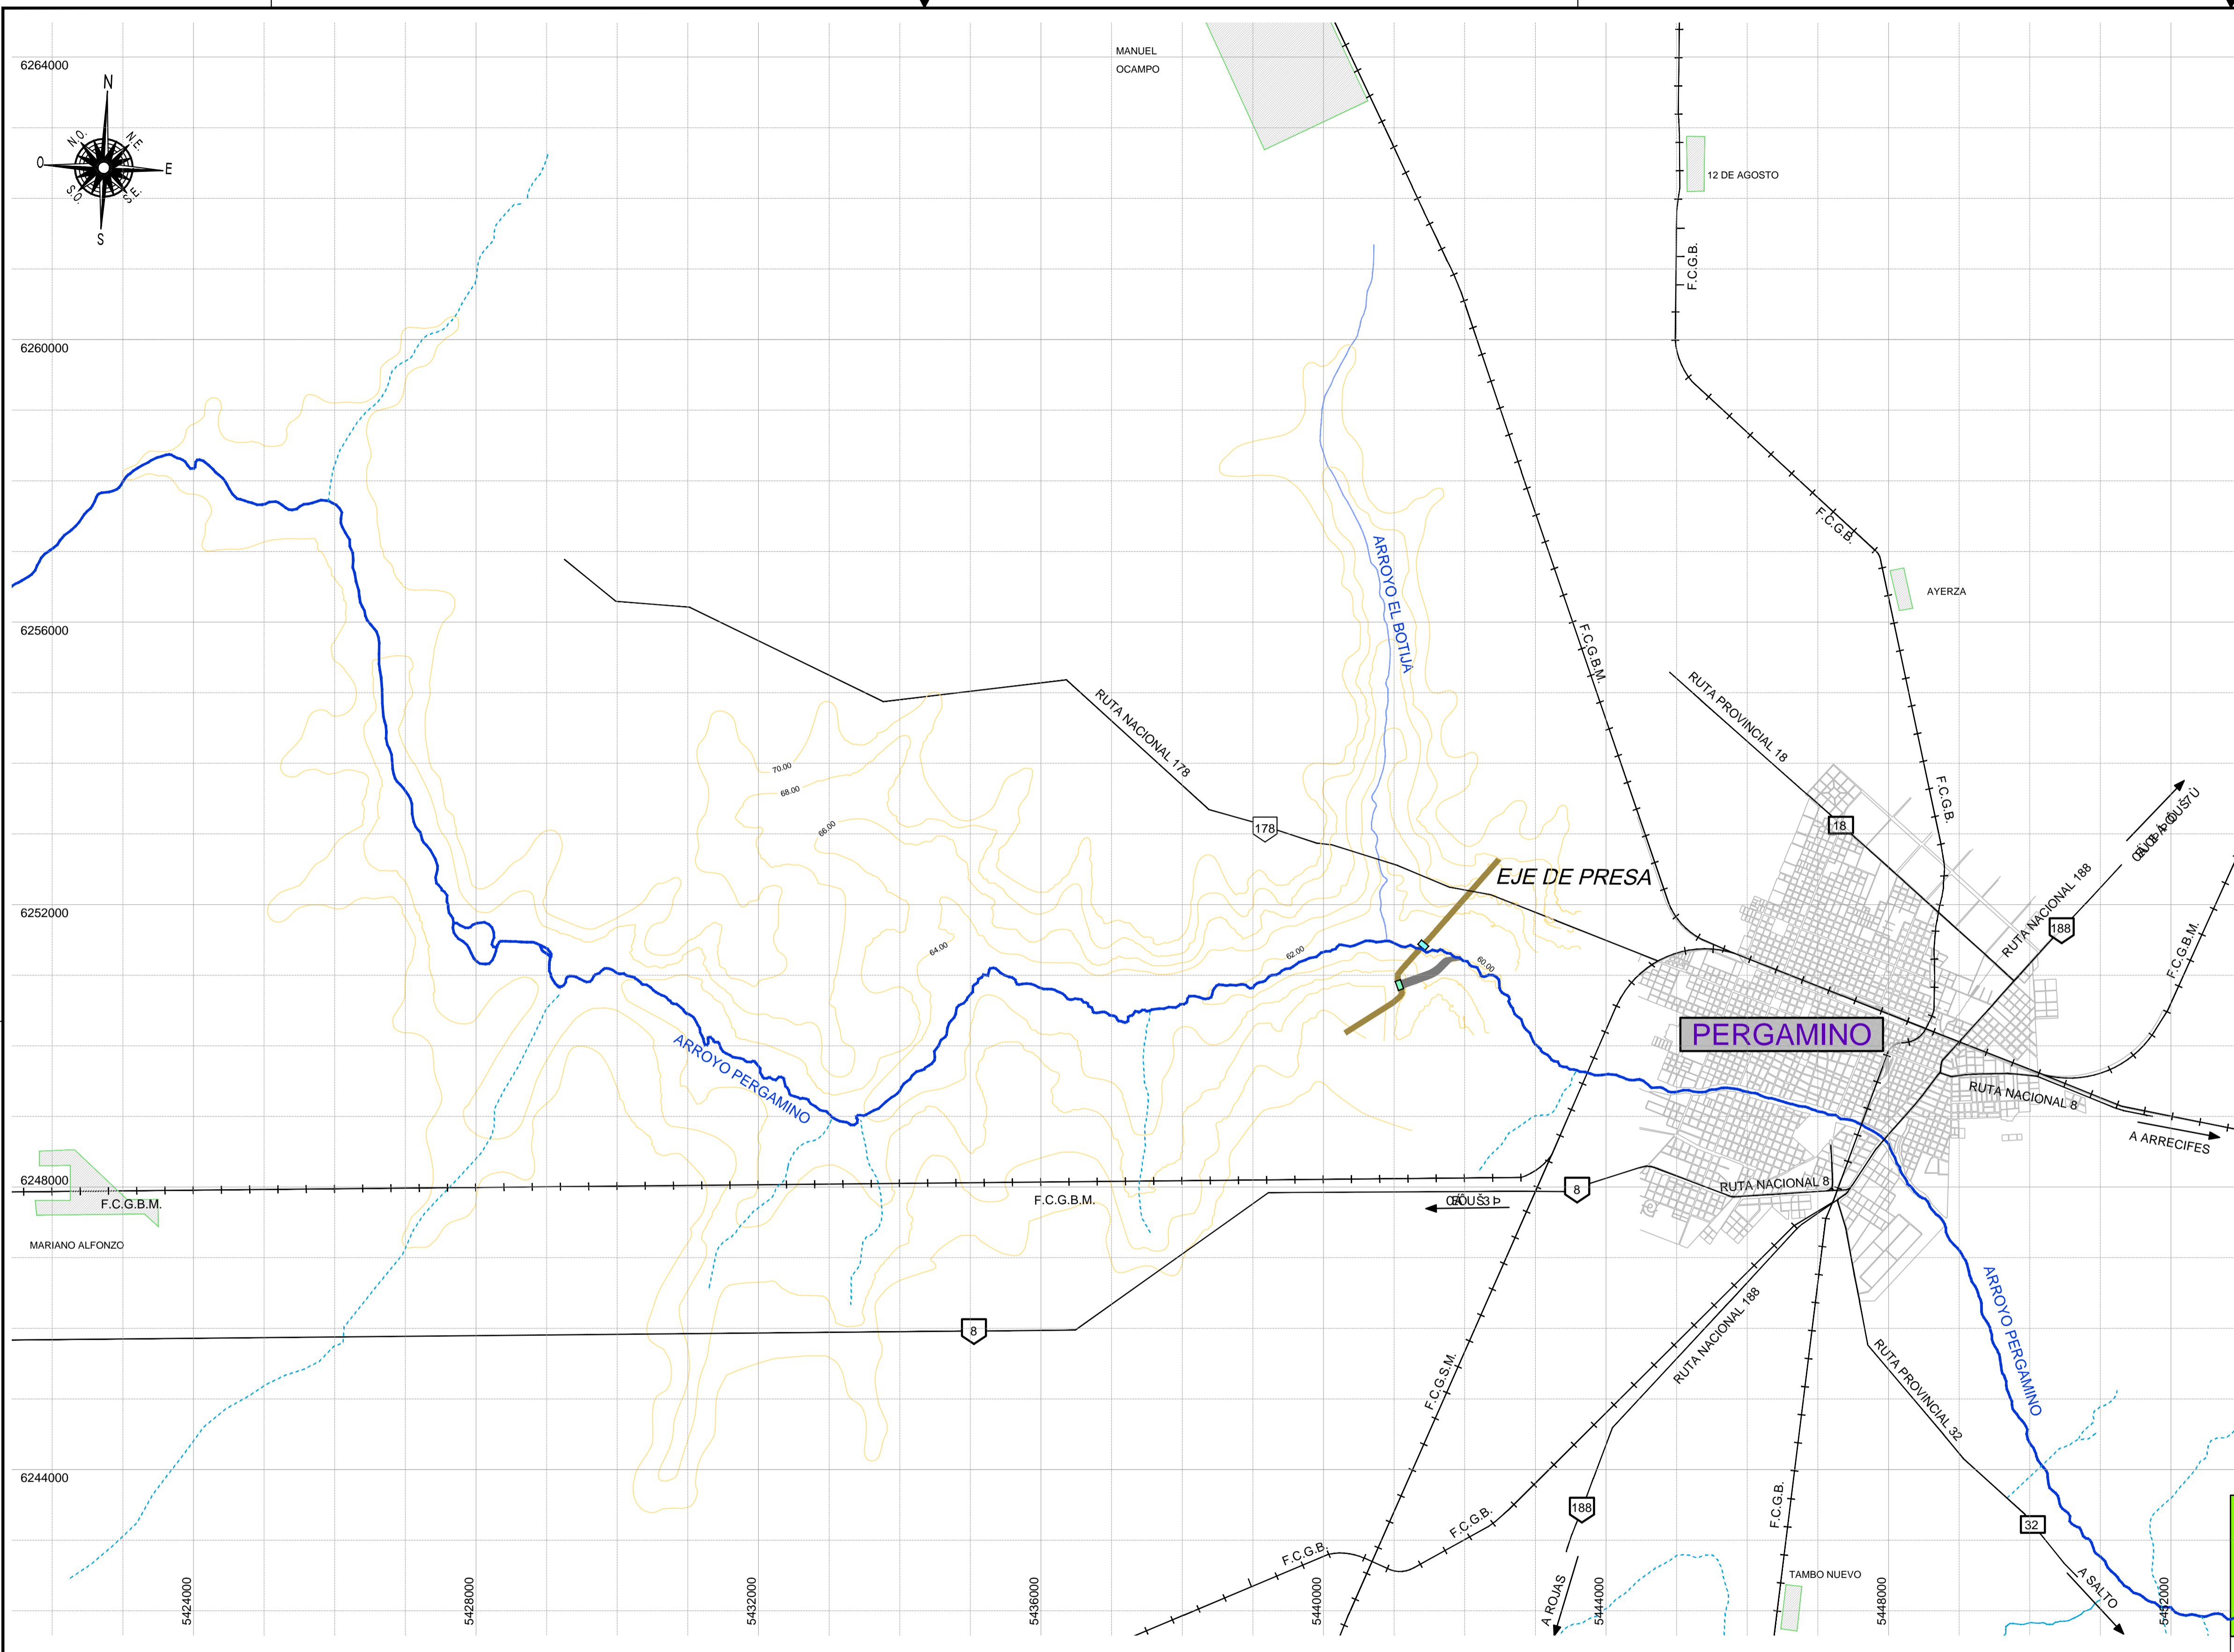 MANUEL
OCAMPO
6264000
N
N.O.
N.E.
O
E
S.O.
S.E.
S
12 DE AGOSTO
F.C.G.B.
6260000
F.C.G.B.
ARROYO EL BOTIJA
AYERZA
6256000
F.C.G.B.M.
RUTA NACIONAL 178
RUTA PROVINCIAL 18
70.00
68.00
66.00
178
18
F.C.G.B.
EJE DE PRESA
RUTA NACIONAL 188
188
6252000
64.00
62.00
60.00
F.C.G.B.M.
PERGAMINO
ARROYO PERGAMINO
RUTA NACIONAL 8
A ARRECIFES
6248000
F.C.G.B.M.
F.C.G.B.M.
8
RUTA NACIONAL 8
MARIANO ALFONZO
8
RUTA NACIONAL 188
ARROYO PERGAMINO
F.C.G.S.M.
RUTA PROVINCIAL 32
6244000
188
F.C.G.B.
F.C.G.B.
F.C.G.B.
32
TAMBO NUEVO
A ROJAS
A SALTO
5424000
5428000
5432000
5436000
5440000
5444000
5448000
5452000